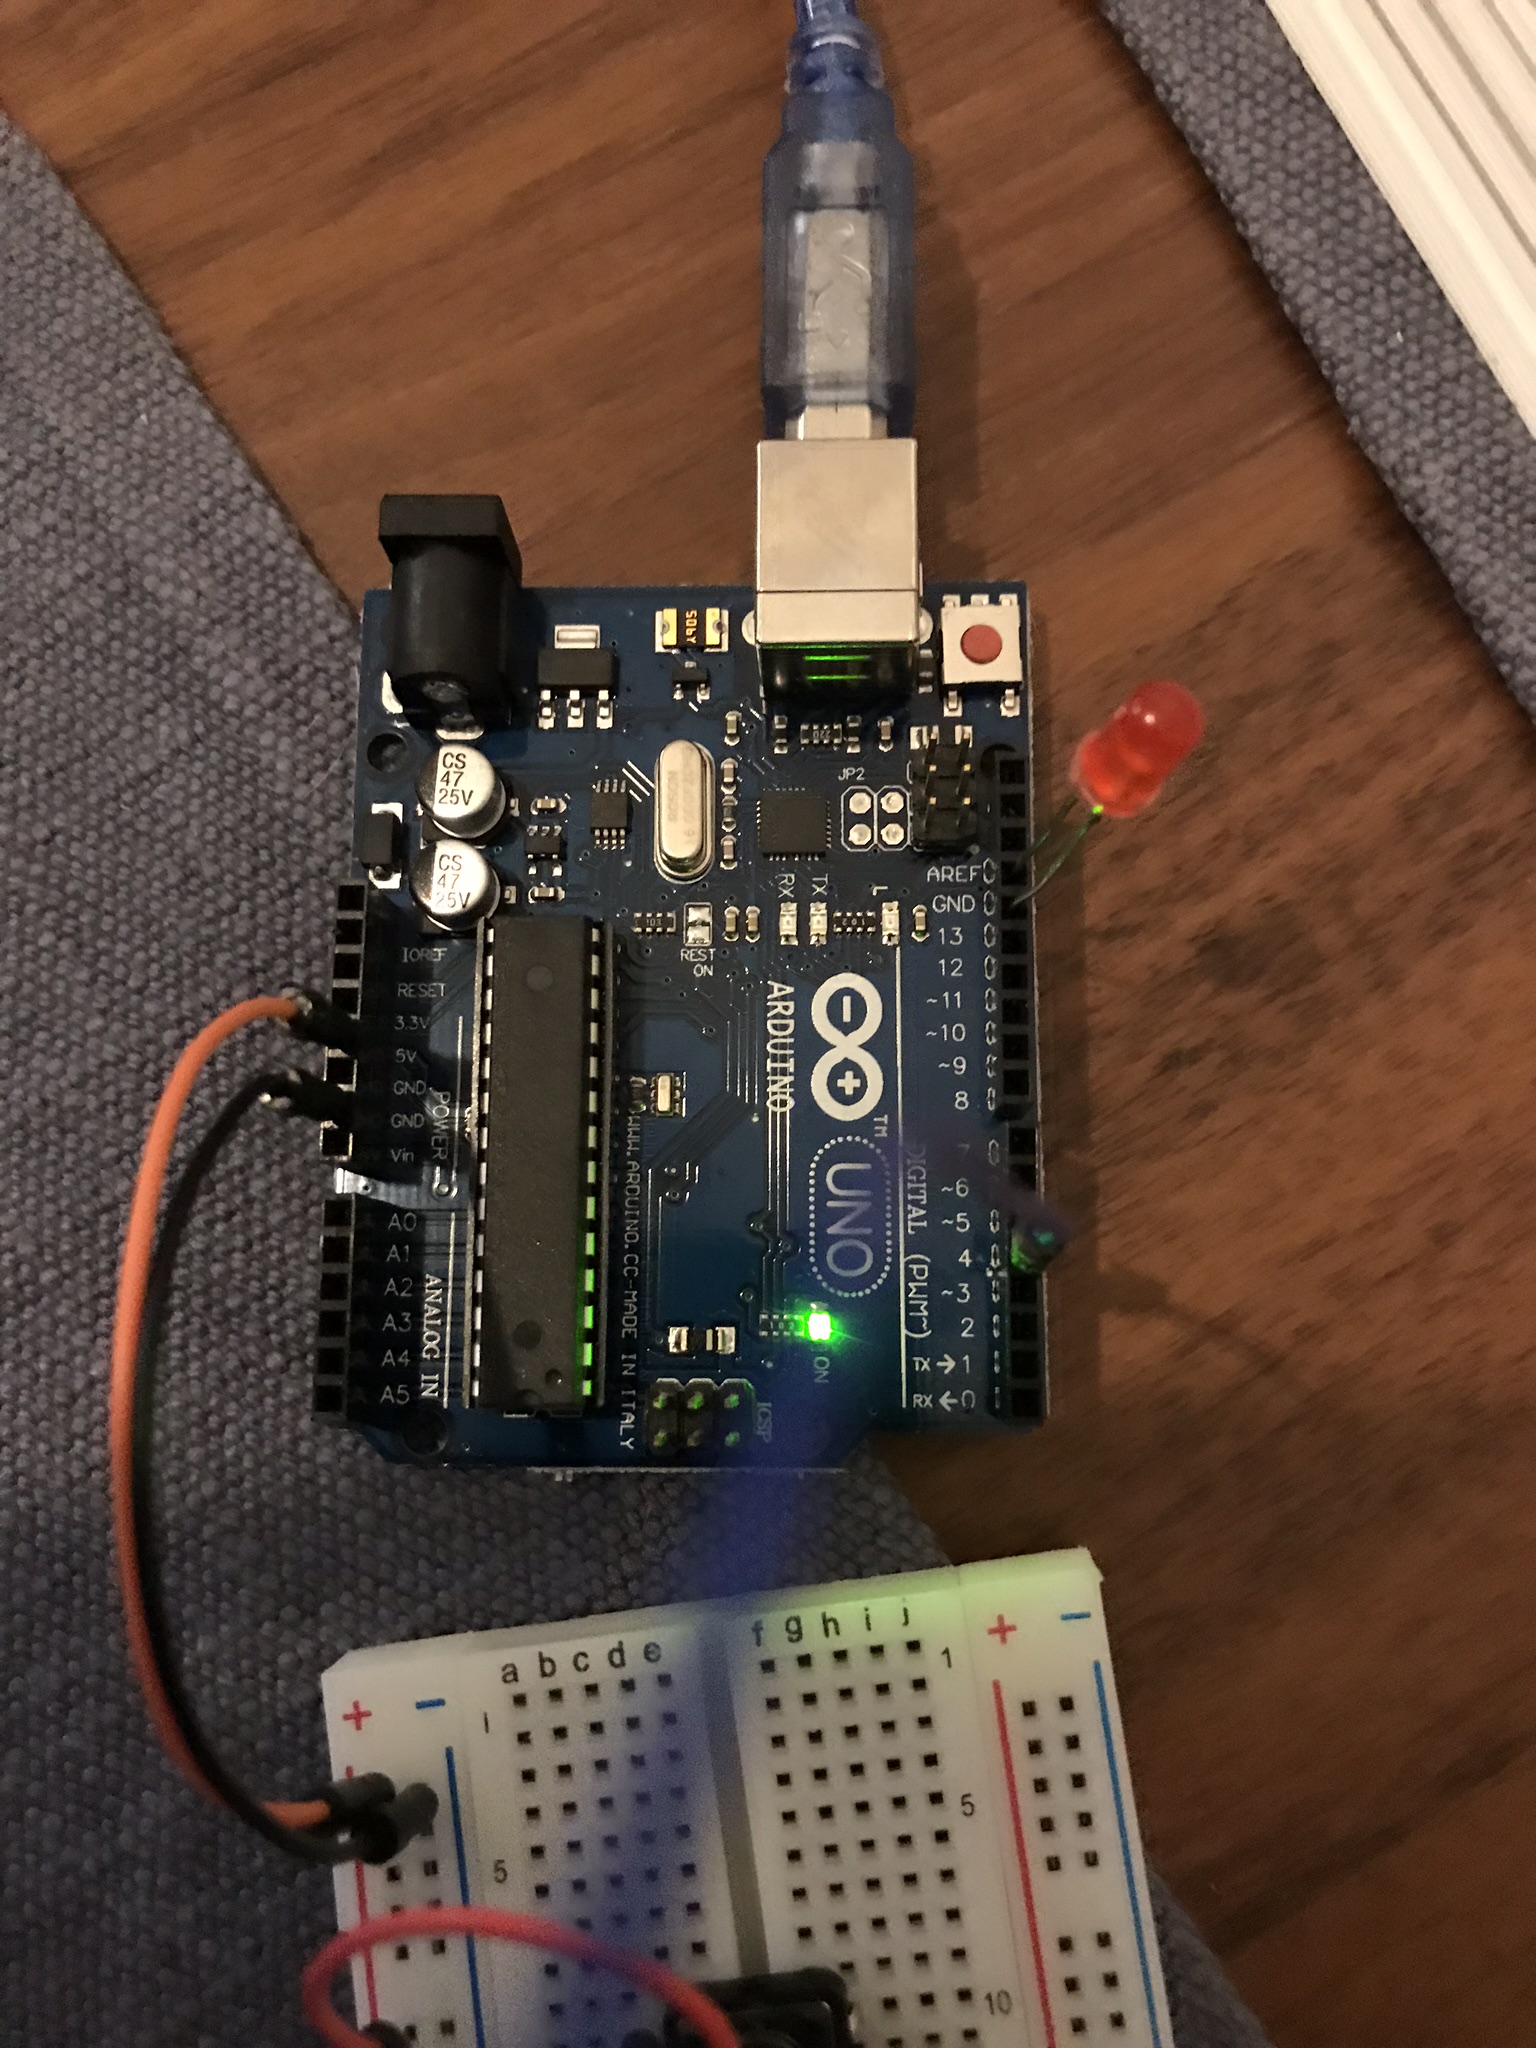 CS
47
25V
CS
47
25V
JP2
RX
TX
L
REST
ON
IOREF
RESET
3.3V
5V
GND
GND
Vin
POWER
A0
A1
A2
A3
A4
A5
ANALOG IN
WWW.ARDUINO.CC-MADE IN ITALY
ARDUINO
TM
UNO
ON
ICSP
AREF
GND
13
12
~11
~10
~9
8
7
~6
~5
4
~3
2
TX→1
RX←0
DIGITAL (PWM~)
a b c d e
f g h i j
+ −
+ −
1
1
5
5
10